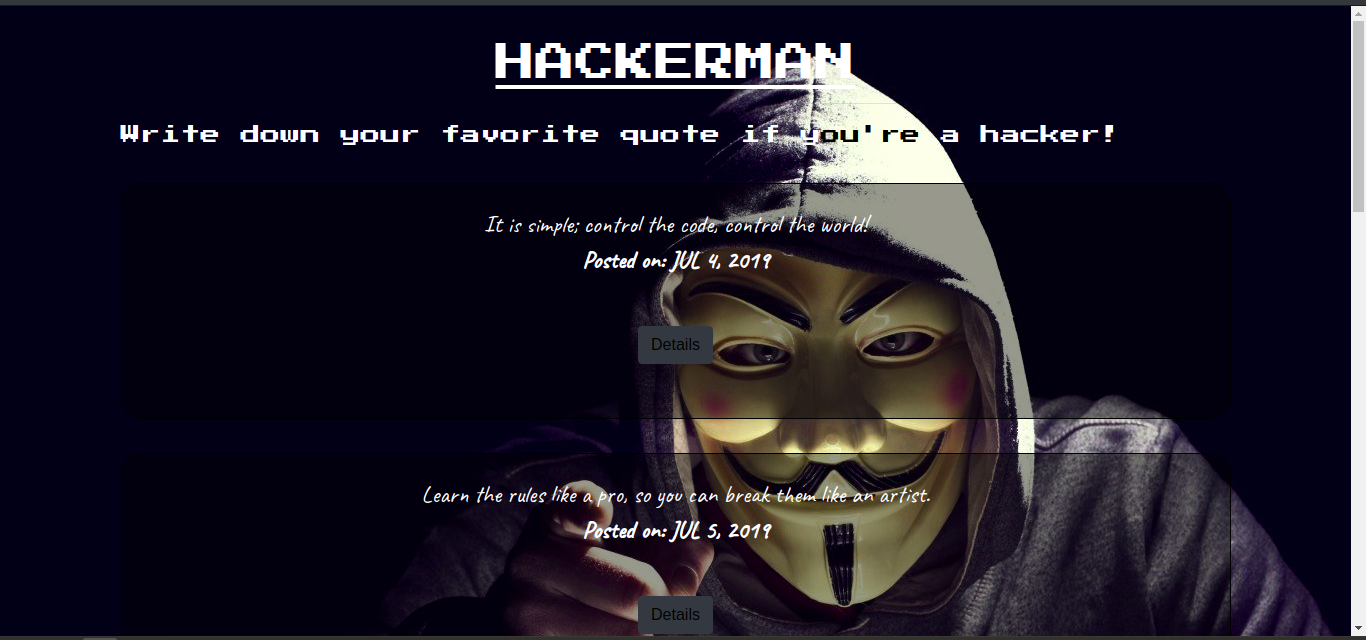 HACKERMAN
Write down your favorite quote if you're a hacker!
It is simple; control the code, control the world!
Posted on: JUL 4, 2019
Details
Learn the rules like a pro, so you can break them like an artist.
Posted on: JUL 5, 2019
Details